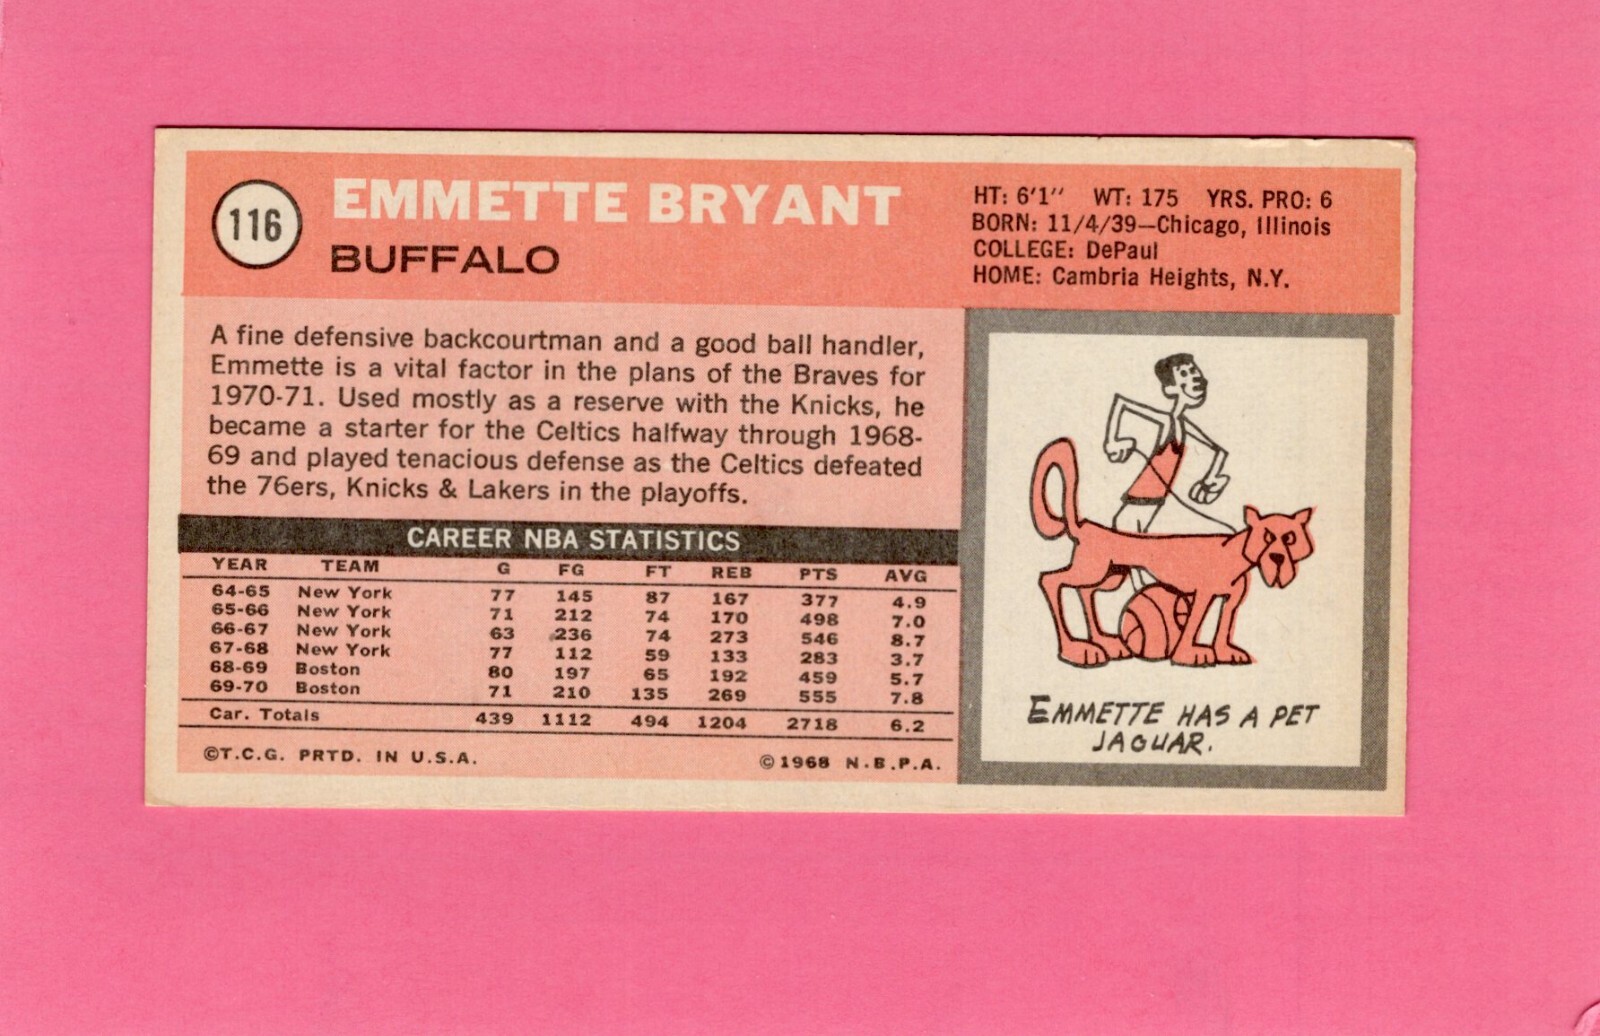 116
EMMETTE BRYANT
BUFFALO
HT: 6'1" WT: 175 YRS. PRO: 6
BORN: 11/4/39—Chicago, Illinois
COLLEGE: DePaul
HOME: Cambria Heights, N.Y.
A fine defensive backcourtman and a good ball handler,
Emmette is a vital factor in the plans of the Braves for
1970-71. Used mostly as a reserve with the Knicks, he
became a starter for the Celtics halfway through 1968-
69 and played tenacious defense as the Celtics defeated
the 76ers, Knicks & Lakers in the playoffs.
CAREER NBA STATISTICS
YEAR TEAM G FG FT REB PTS AVG
64-65 New York 77 145 87 167 377 4.9
65-66 New York 71 212 74 170 498 7.0
66-67 New York 63 236 74 273 546 8.7
67-68 New York 77 112 59 133 283 3.7
68-69 Boston 80 197 65 192 459 5.7
69-70 Boston 71 210 135 269 555 7.8
Car. Totals 439 1112 494 1204 2718 6.2
©T.C.G. PRTD. IN U.S.A. ©1968 N.B.P.A.
EMMETTE HAS A PET
JAGUAR.